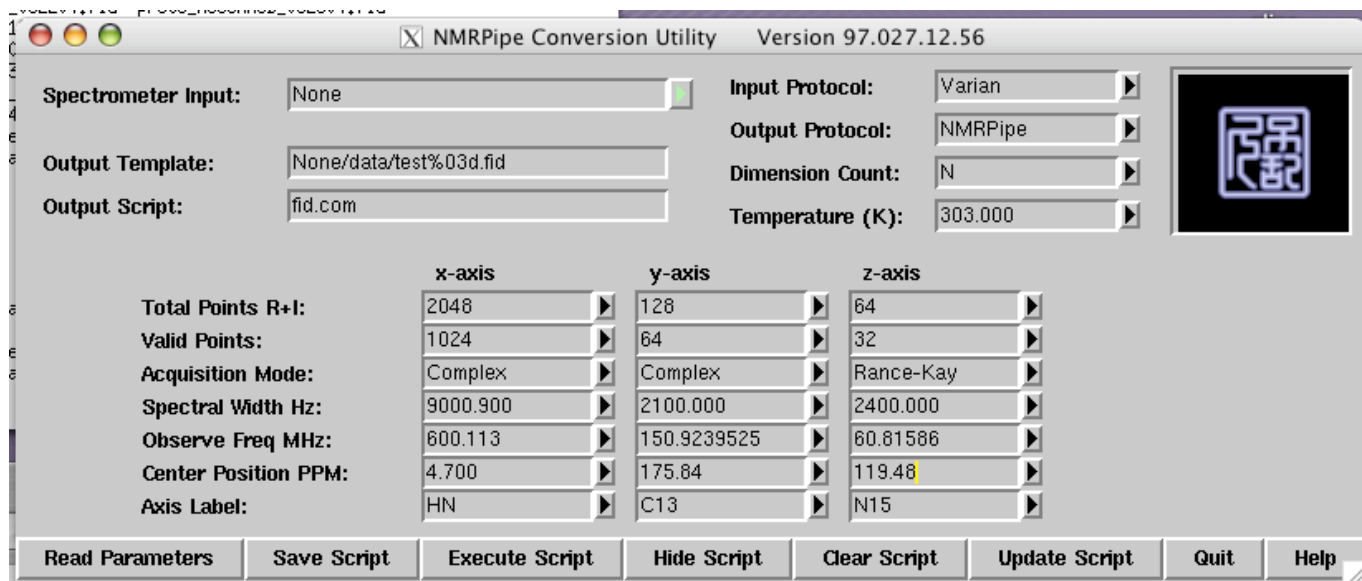 NMRPipe Conversion Utility Version 97.027.12.56
Spectrometer Input: None
Input Protocol: Varian
Output Protocol: NMRPipe
Output Template: None/data/test%03d.fid
Dimension Count: N
Output Script: fid.com
Temperature (K): 303.000
x-axis y-axis z-axis
Total Points R+I: 2048 128 64
Valid Points: 1024 64 32
Acquisition Mode: Complex Complex Rance-Kay
Spectral Width Hz: 9000.900 2100.000 2400.000
Observe Freq MHz: 600.113 150.9239525 60.81586
Center Position PPM: 4.700 175.84 119.48
Axis Label: HN C13 N15
Read Parameters Save Script Execute Script Hide Script Clear Script Update Script Quit Help